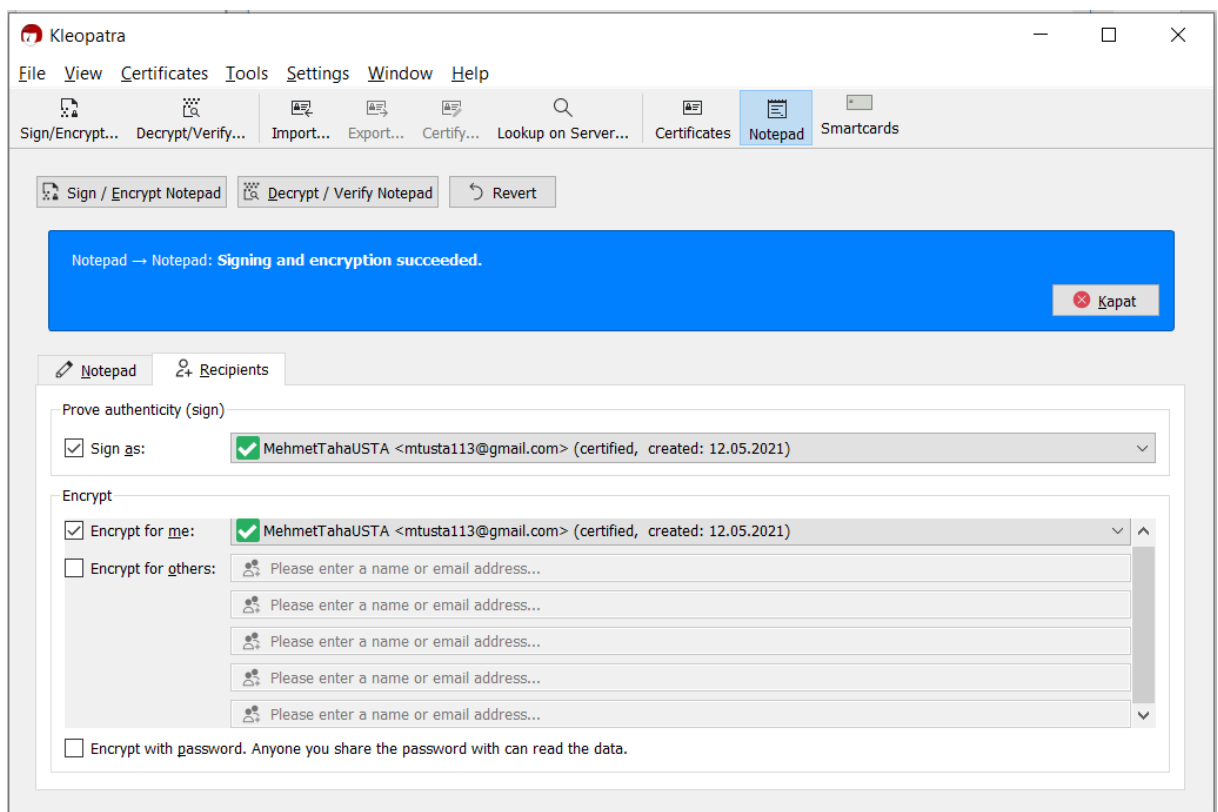 Kleopatra
File View Certificates Tools Settings Window Help
Sign/Encrypt... Decrypt/Verify... Import... Export... Certify... Lookup on Server... Certificates Notepad Smartcards
Sign / Encrypt Notepad Decrypt / Verify Notepad Revert
Notepad → Notepad: Signing and encryption succeeded.
Kapat
Notepad Recipients
Prove authenticity (sign)
Sign as: MehmetTahaUSTA <mtusta113@gmail.com> (certified, created: 12.05.2021)
Encrypt
Encrypt for me: MehmetTahaUSTA <mtusta113@gmail.com> (certified, created: 12.05.2021)
Encrypt for others: Please enter a name or email address...
Please enter a name or email address...
Please enter a name or email address...
Please enter a name or email address...
Please enter a name or email address...
Encrypt with password. Anyone you share the password with can read the data.